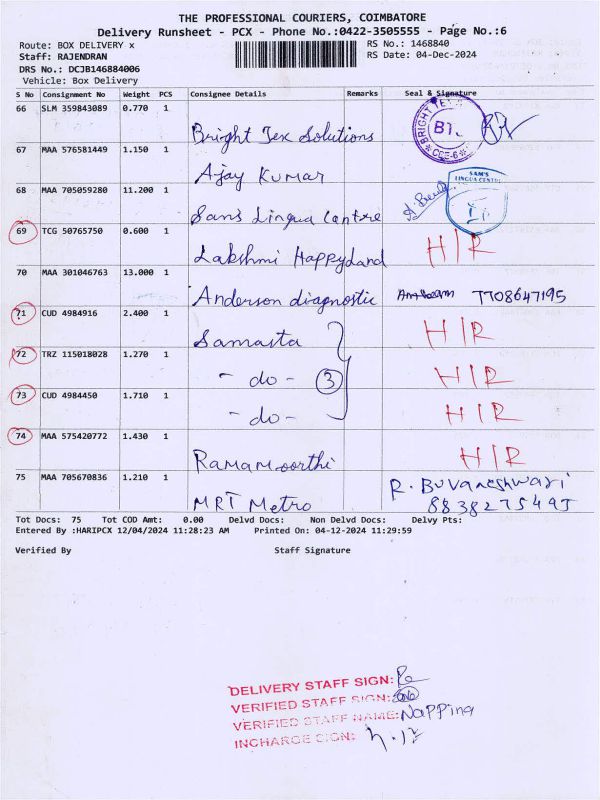 THE PROFESSIONAL COURIERS, COIMBATORE
Delivery Runsheet - PCX - Phone No.:0422-3505555 - Page No.:6
Route: BOX DELIVERY x RS No.: 1468840
Staff: RAJENDRAN RS Date: 04-Dec-2024
DRS No.: DCJB146884006
Vehicle: Box Delivery
S No Consignment No Weight PCS Consignee Details Remarks Seal & Signature
66 SLM 359843089 0.770 1 Bright Tex Solutions BRIGHT CCE-6
67 MAA 576581449 1.150 1 Ajay Kumar
68 MAA 705059280 11.200 1 Sans Lingua Centre SAM'S LINGUA CENTRE
69 TCG 50765750 0.600 1 Lakshmi Happyland H/R
70 MAA 301046763 13.000 1 Anderson diagnostic 7708647195
71 CUD 4984916 2.400 1 Samasta H/R
72 TRZ 115018028 1.270 1 - do - 3 H/R
73 CUD 4984450 1.710 1 - do - H/R
74 MAA 575420772 1.430 1 Ramamoorthi H/R
75 MAA 705670836 1.210 1 MRT Metro R. Buvaneshwari
8838275495
Tot Docs: 75 Tot COD Amt: 0.00 Delvd Docs: Non Delvd Docs: Delvy Pts:
Entered By :HARIPCX 12/04/2024 11:28:23 AM Printed On: 04-12-2024 11:29:59
Verified By Staff Signature
DELIVERY STAFF SIGN:
VERIFIED STAFF SIGN:
VERIFIED STAFF NAME: Napping
INCHARGE SIGN: